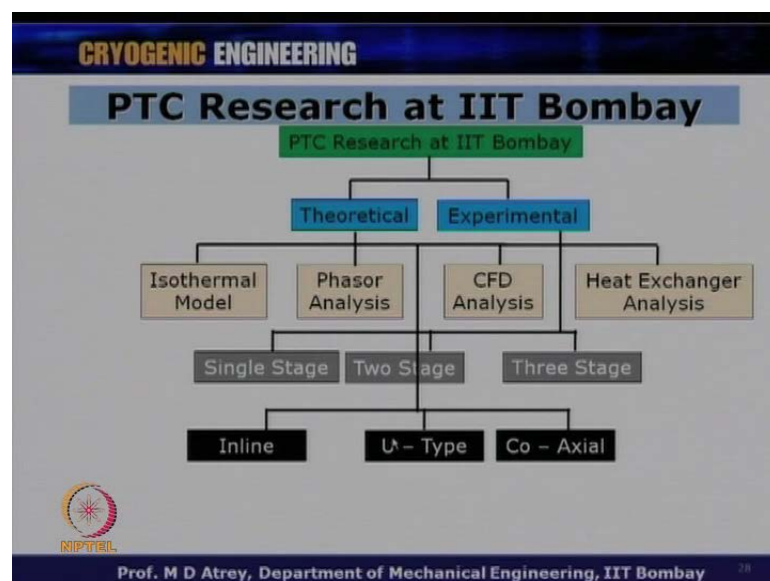 CRYOGENIC ENGINEERING
PTC Research at IIT Bombay
PTC Research at IIT Bombay
Theoretical
Experimental
Isothermal
Model
Phasor
Analysis
CFD
Analysis
Heat Exchanger
Analysis
Single Stage
Two Stage
Three Stage
Inline
U – Type
Co – Axial
NPTEL
Prof. M D Atrey, Department of Mechanical Engineering, IIT Bombay
28